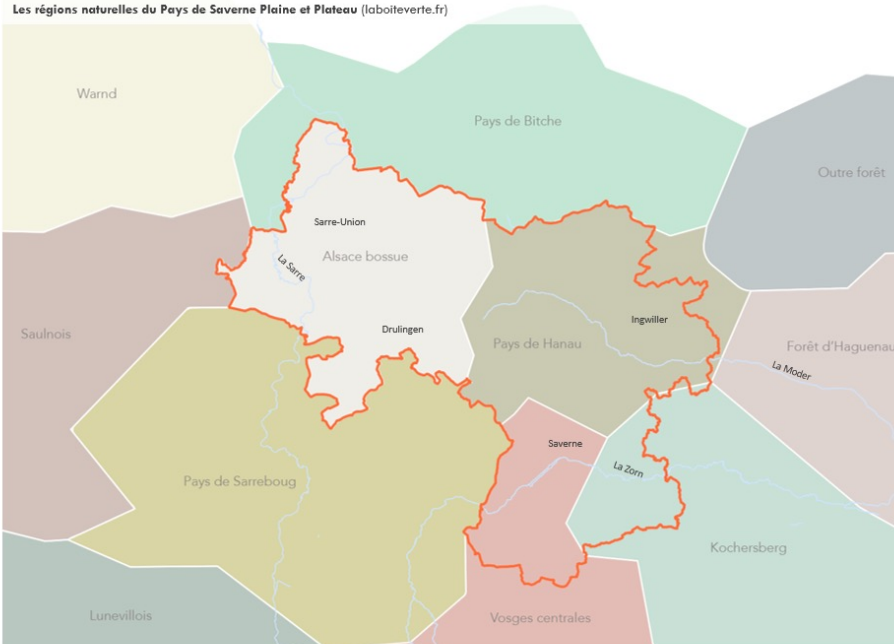 Les régions naturelles du Pays de Saverne Plaine et Plateau (laboiteverte.fr)
Warnd
Pays de Bitche
Outre forêt
Sarre-Union
Alsace bossue
La Sarre
Ingwiller
Drulingen
Saulnois
Pays de Hanau
Forêt d'Haguenau
La Moder
Saverne
La Zorn
Pays de Sarreboug
Kochersberg
Lunevillois
Vosges centrales